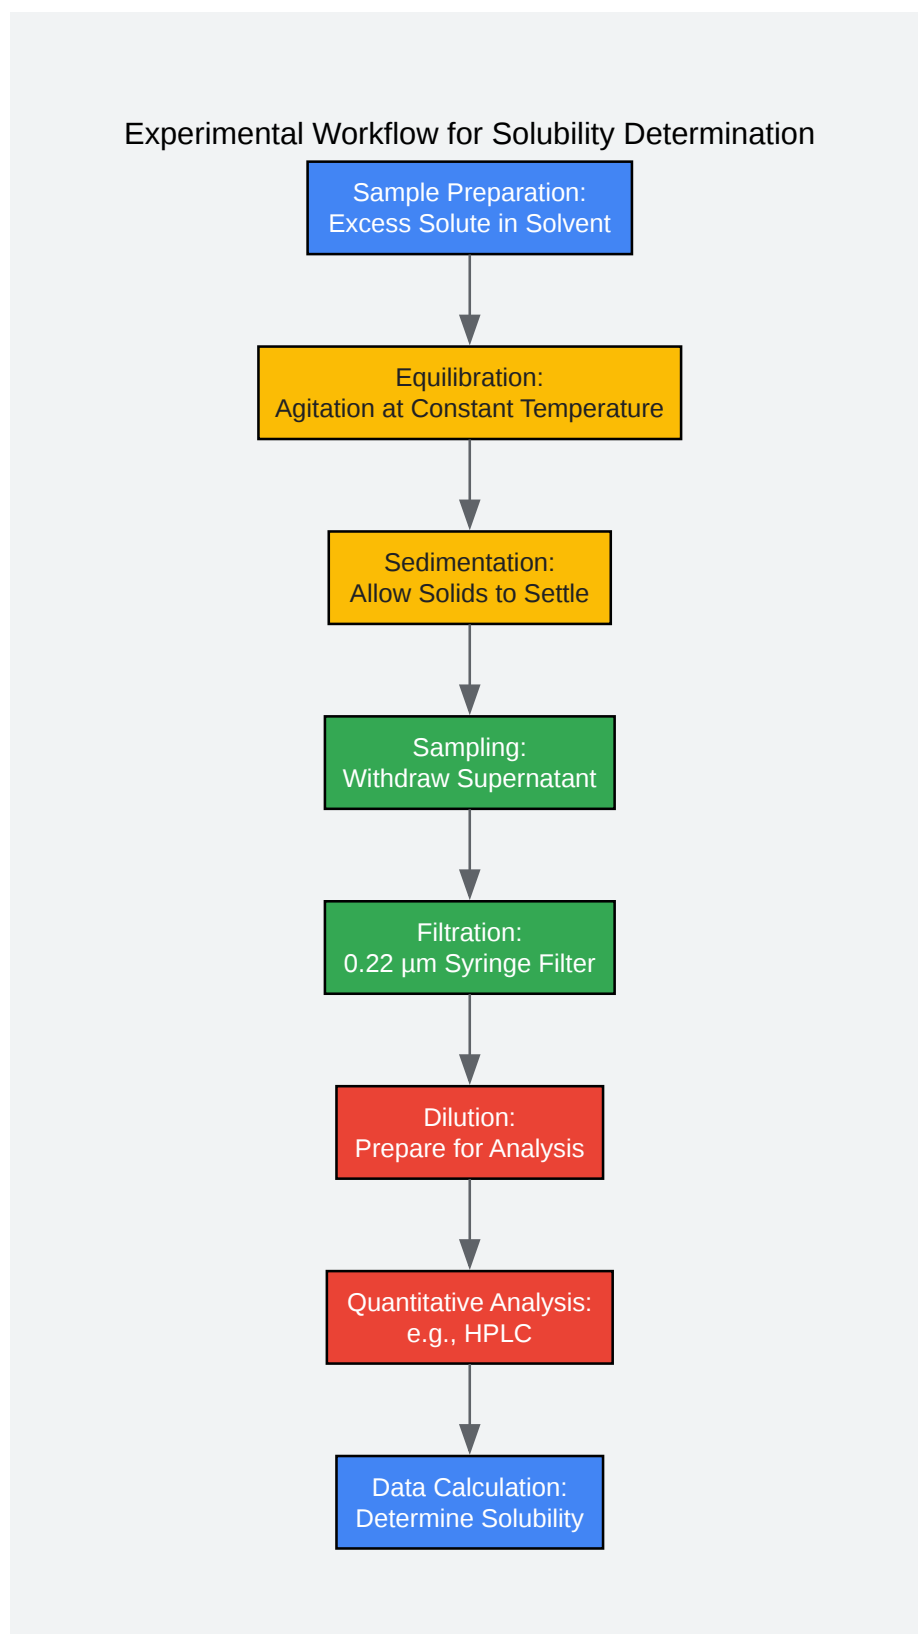 Experimental Workflow for Solubility Determination
Sample Preparation:
Excess Solute in Solvent
Equilibration:
Agitation at Constant Temperature
Sedimentation:
Allow Solids to Settle
Sampling:
Withdraw Supernatant
Filtration:
0.22 µm Syringe Filter
Dilution:
Prepare for Analysis
Quantitative Analysis:
e.g., HPLC
Data Calculation:
Determine Solubility